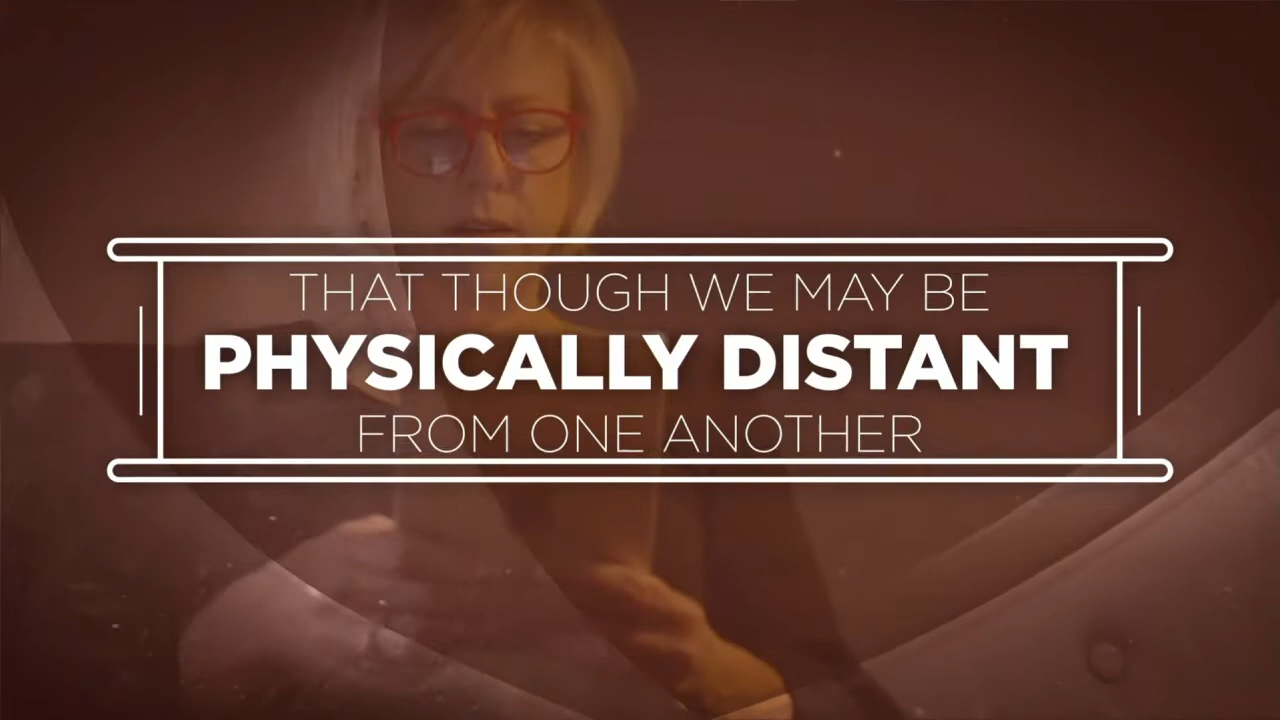 THAT THOUGH WE MAY BE
PHYSICALLY DISTANT
FROM ONE ANOTHER